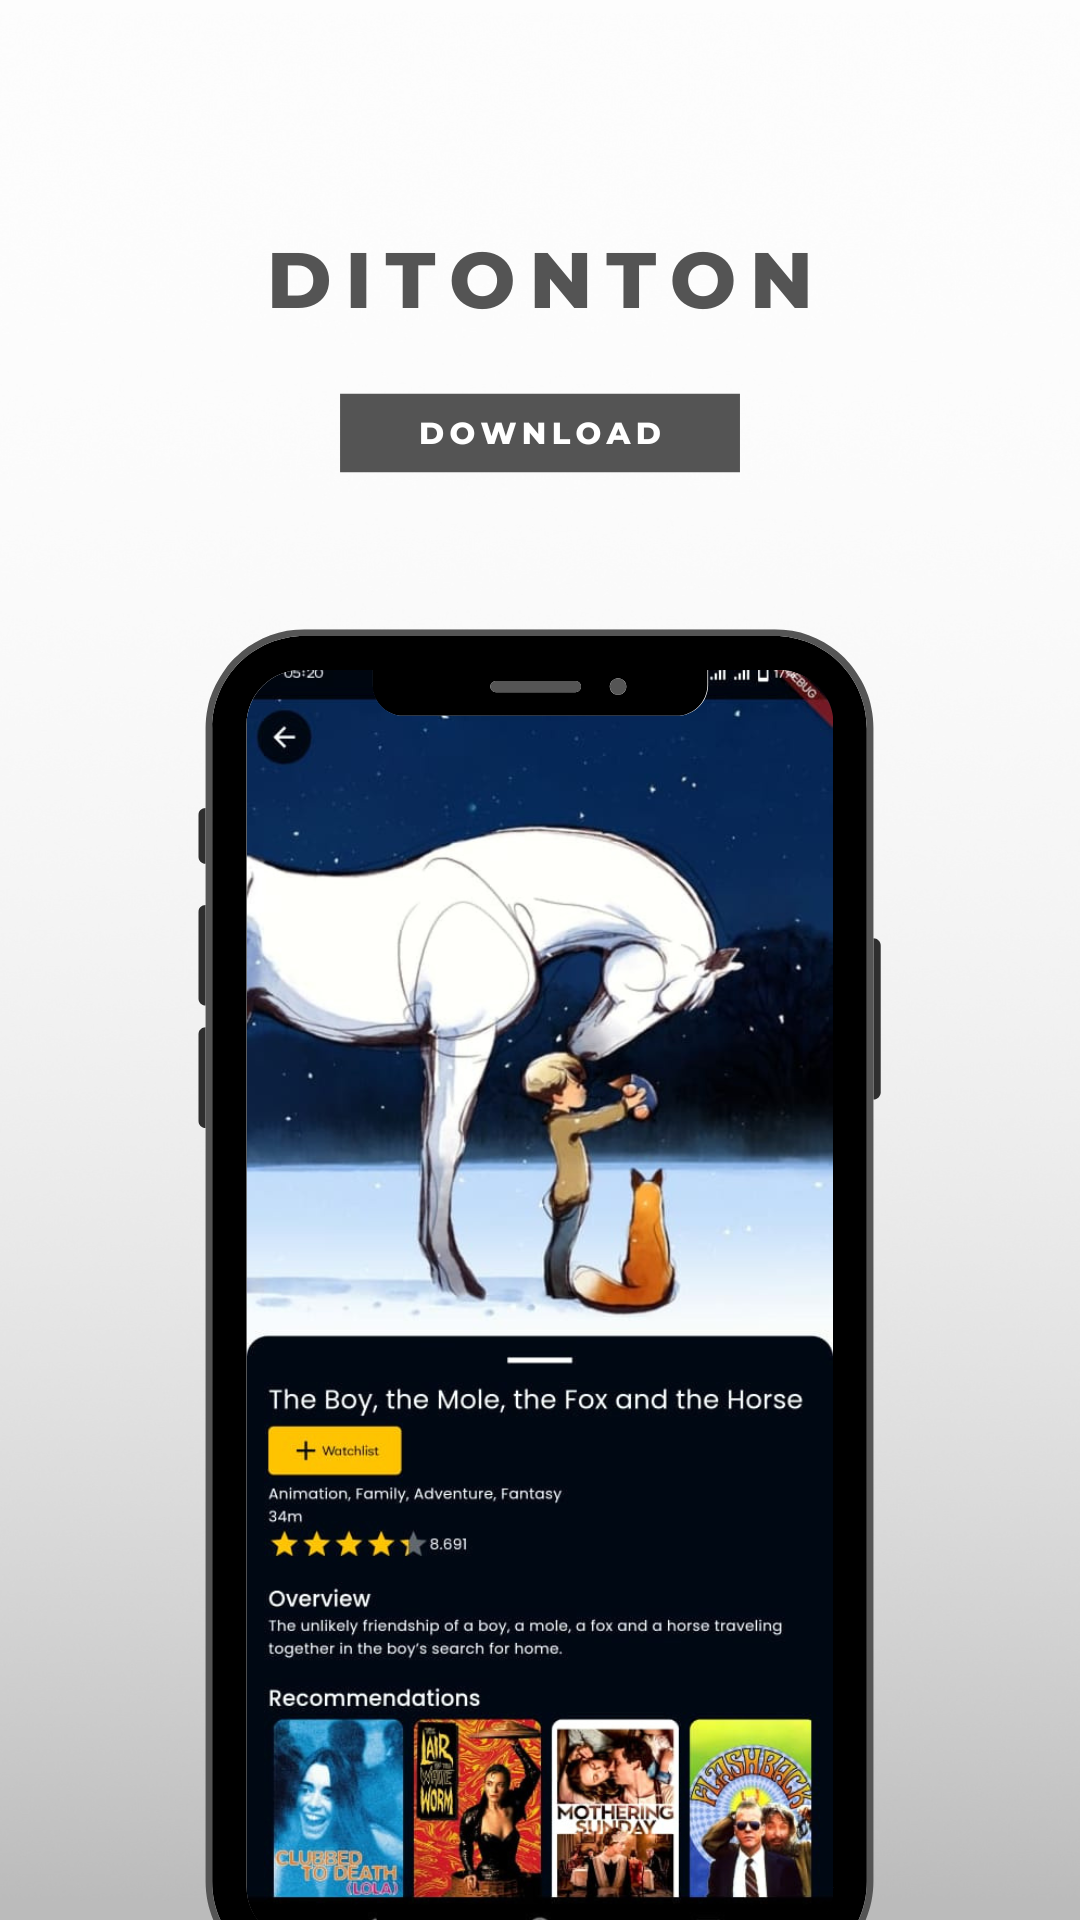 DITONTON
DOWNLOAD
05:20
The Boy, the Mole, the Fox and the Horse
Watchlist
Animation, Family, Adventure, Fantasy
34m
8.691
Overview
The unlikely friendship of a boy, a mole, a fox and a horse traveling
together in the boy’s search for home.
Recommendations
CLUBBED
TO DEATH
(LOLA)
THE
LAIR
OF THE
WHITE
WORM
MOTHERING
SUNDAY
FLASHBACK